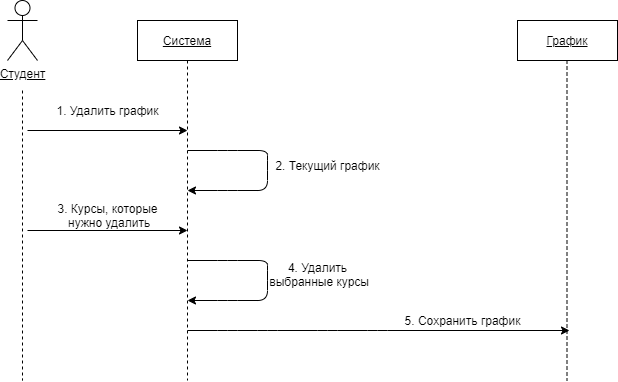 Студент
Система
График
1. Удалить график
2. Текущий график
3. Курсы, которые
нужно удалить
4. Удалить
выбранные курсы
5. Сохранить график